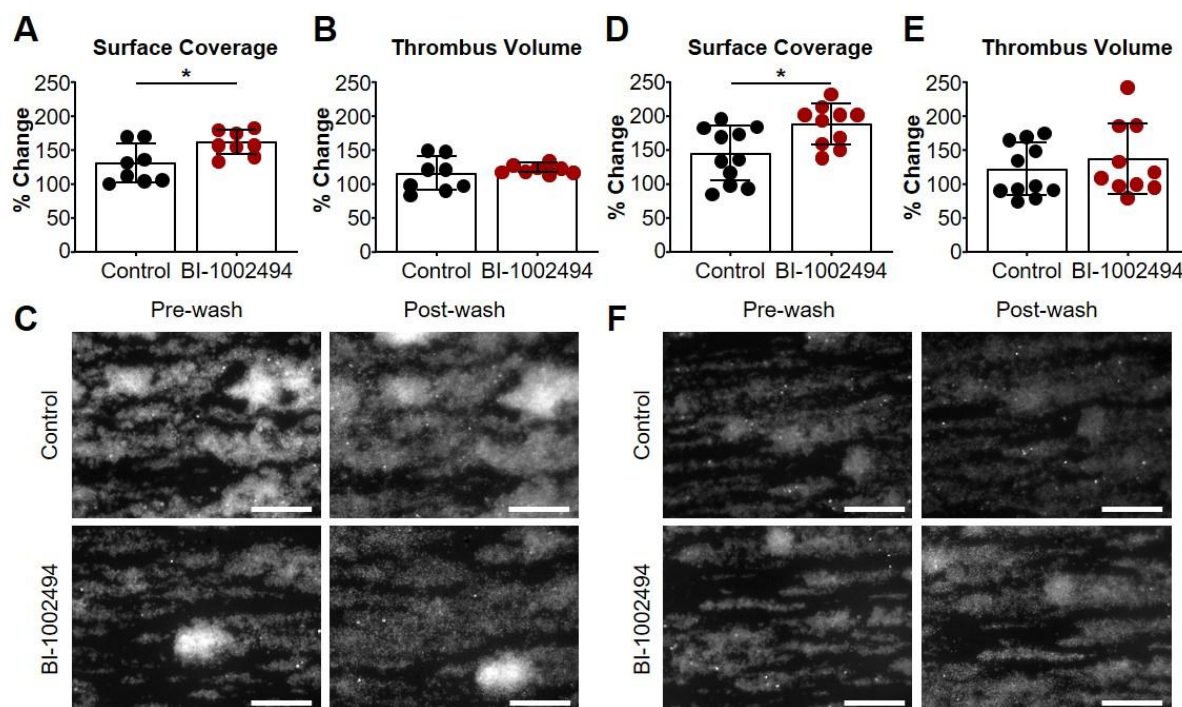 A
Surface Coverage
*
% Change
250
200
150
100
50
0
Control
BI-1002494
B
Thrombus Volume
% Change
250
200
150
100
50
0
Control
BI-1002494
D
Surface Coverage
*
% Change
250
200
150
100
50
0
Control
BI-1002494
E
Thrombus Volume
% Change
250
200
150
100
50
0
Control
BI-1002494
C
Pre-wash
Post-wash
Control
BI-1002494
F
Pre-wash
Post-wash
Control
BI-1002494